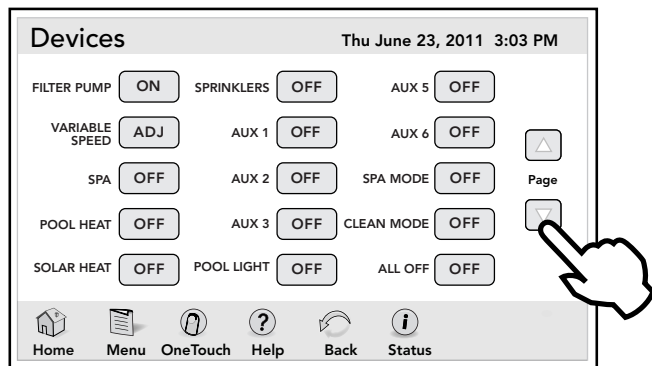 Devices Thu June 23, 2011 3:03 PM
FILTER PUMP ON SPRINKLERS OFF AUX 5 OFF
VARIABLE SPEED ADJ AUX 1 OFF AUX 6 OFF
SPA OFF AUX 2 OFF SPA MODE OFF Page
POOL HEAT OFF AUX 3 OFF CLEAN MODE OFF
SOLAR HEAT OFF POOL LIGHT OFF ALL OFF OFF
Home Menu OneTouch Help Back Status